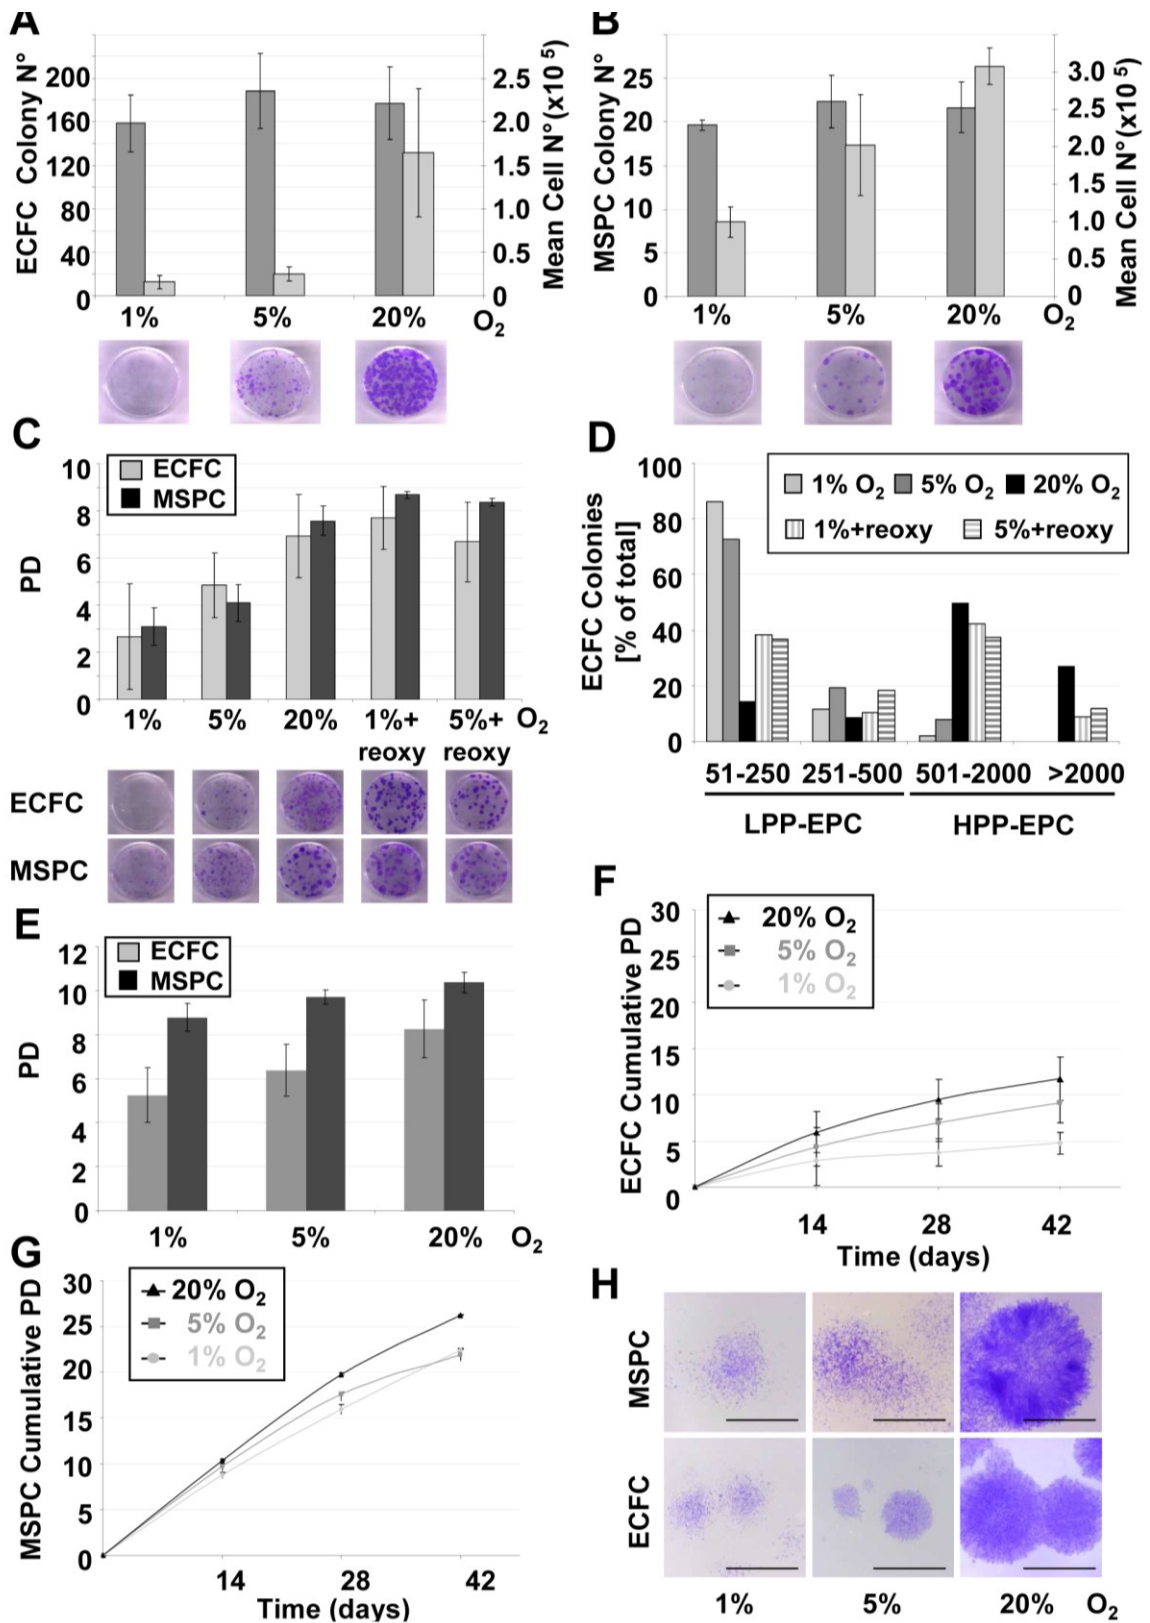 A
ECFC Colony N°
200
160
120
80
40
0
2.5
2.0
1.5
1.0
0.5
0
Mean Cell N° (x10 5)
1% 5% 20% O2
B
MSPC Colony N°
25
20
15
10
5
0
3.0
2.5
2.0
1.5
1.0
0.5
0
Mean Cell N° (x10 5)
1% 5% 20% O2
C
ECFC
MSPC
PD
10
8
6
4
2
0
1% 5% 20% 1%+ 5%+ O2
reoxy reoxy
ECFC
MSPC
D
ECFC Colonies
[% of total]
100
80
60
40
20
0
1% O2 5% O2 20% O2
1%+reoxy 5%+reoxy
51-250 251-500 501-2000 >2000
LPP-EPC HPP-EPC
E
ECFC
MSPC
PD
12
10
8
6
4
2
0
1% 5% 20% O2
F
ECFC Cumulative PD
30
25
20
15
10
5
0
20% O2
5% O2
1% O2
14 28 42
Time (days)
G
MSPC Cumulative PD
30
25
20
15
10
5
0
20% O2
5% O2
1% O2
14 28 42
Time (days)
H
MSPC
ECFC
1% 5% 20% O2